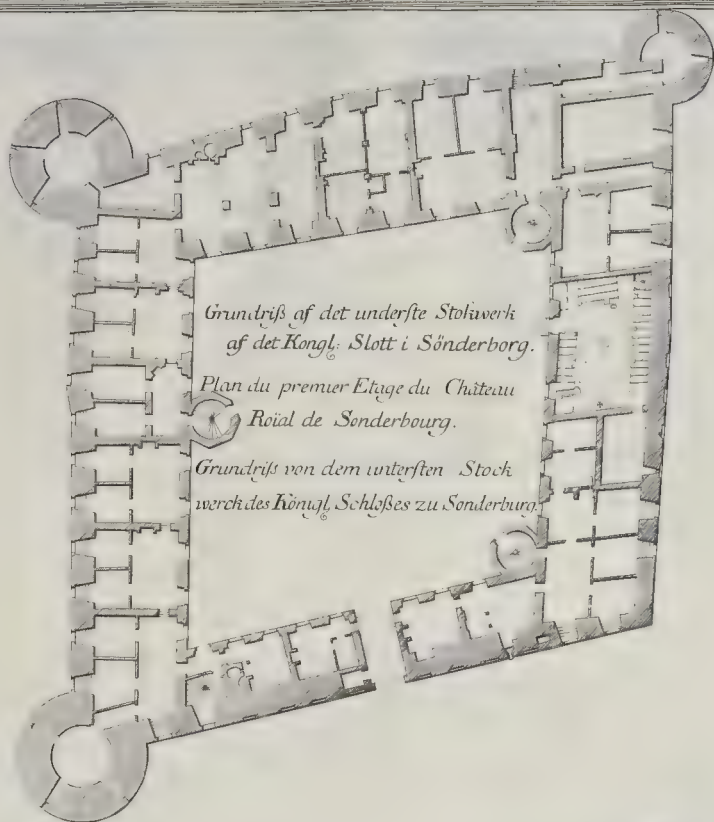 Grundriß af det underste Stokwerk
af det Kongl: Slott i Sönderborg.
Plan du premier Etage du Château
Roïal de Sonderbourg.
Grundriß von dem untersten Stock
werck des Königl, Schloßes zu Sonderburg.